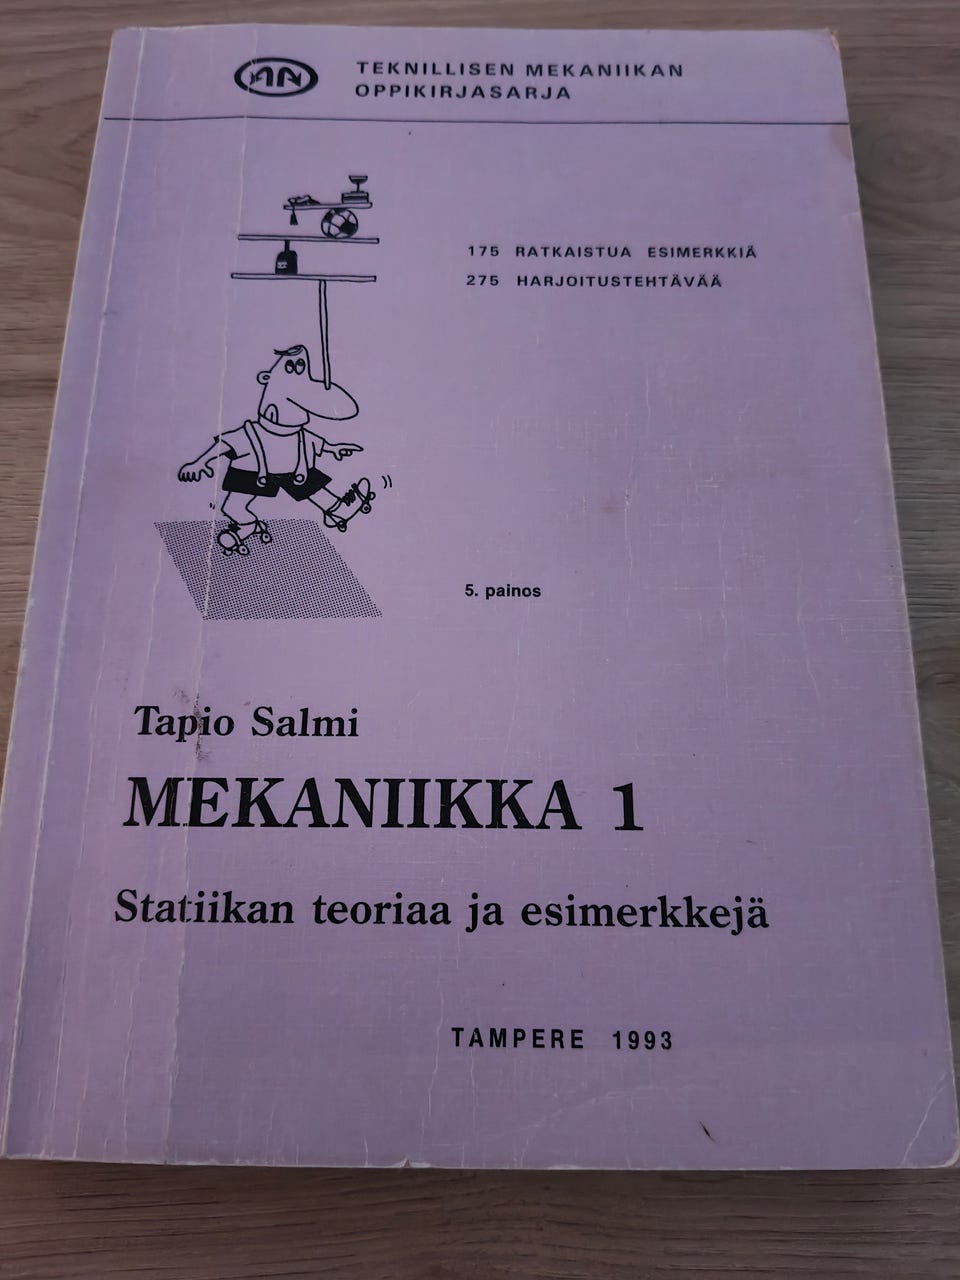 TEKNILLISEN MEKANIIKAN
OPPIKIRJASARJA
175 RATKAISTUA ESIMERKKIÄ
275 HARJOITUSTEHTÄVÄÄ
5. painos
Tapio Salmi
MEKANIIKKA 1
Statiikan teoriaa ja esimerkkejä
TAMPERE 1993